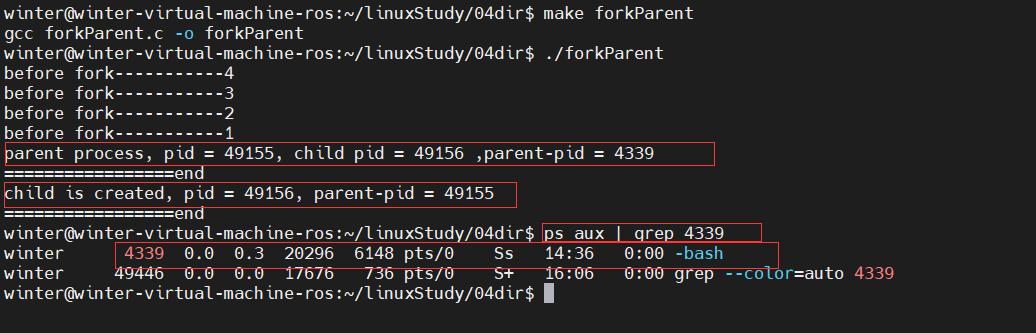 winter@winter-virtual-machine-ros:~/linuxStudy/04dir$ make forkParent
gcc forkParent.c -o forkParent
winter@winter-virtual-machine-ros:~/linuxStudy/04dir$ ./forkParent
before fork-----------4
before fork-----------3
before fork-----------2
before fork-----------1
parent process, pid = 49155, child pid = 49156 ,parent-pid = 4339
=================end
child is created, pid = 49156, parent-pid = 49155
=================end
winter@winter-virtual-machine-ros:~/linuxStudy/04dir$ ps aux | grep 4339
winter      4339  0.0  0.3  20296  6148 pts/0    Ss   14:36   0:00 -bash
winter     49446  0.0  0.0  17676   736 pts/0    S+   16:06   0:00 grep --color=auto 4339
winter@winter-virtual-machine-ros:~/linuxStudy/04dir$